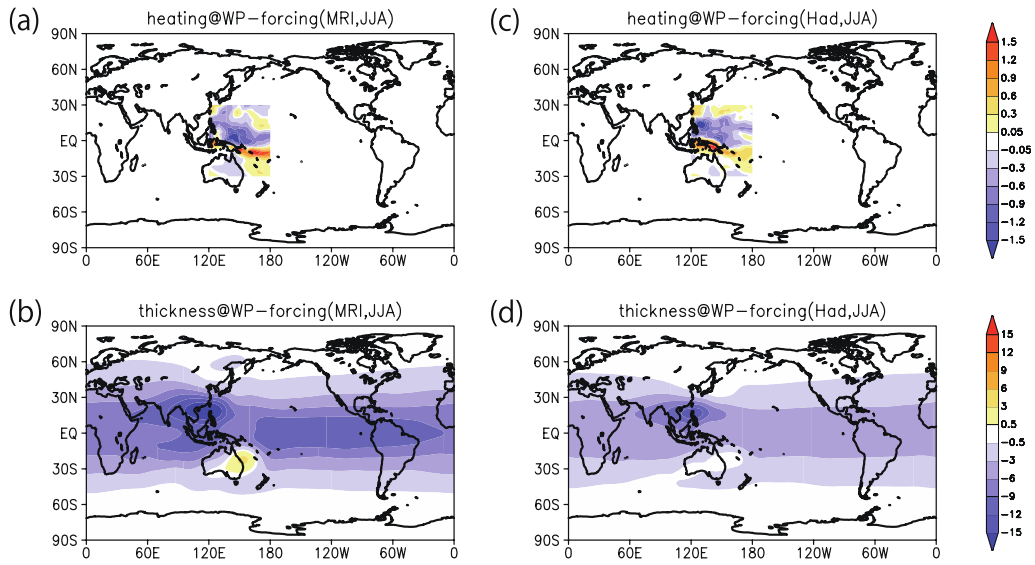 (a)
heating@WP-forcing(MRI,JJA)
90N
60N
30N
EQ
30S
60S
90S
0 60E 120E 180 120W 60W 0
(c)
heating@WP-forcing(Had,JJA)
90N
60N
30N
EQ
30S
60S
90S
0 60E 120E 180 120W 60W 0
1.5
1.2
0.9
0.6
0.3
0.05
-0.05
-0.3
-0.6
-0.9
-1.2
-1.5
(b)
thickness@WP-forcing(MRI,JJA)
90N
60N
30N
EQ
30S
60S
90S
0 60E 120E 180 120W 60W 0
(d)
thickness@WP-forcing(Had,JJA)
90N
60N
30N
EQ
30S
60S
90S
0 60E 120E 180 120W 60W 0
15
12
9
6
3
0.5
-0.5
-3
-6
-9
-12
-15